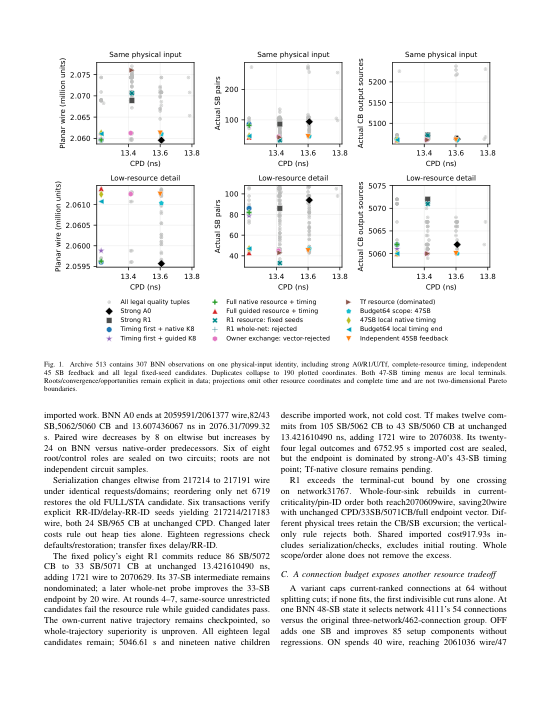 Same physical input
Same physical input
Same physical input
Planar wire (million units)
2.075
2.070
2.065
2.060
13.4
13.6
13.8
CPD (ns)
Actual SB pairs
200
100
13.4
13.6
13.8
CPD (ns)
Actual CB output sources
5200
5150
5100
13.4
13.6
13.8
CPD (ns)
Low-resource detail
Low-resource detail
Low-resource detail
Planar wire (million units)
2.0610
2.0605
2.0600
2.0595
13.4
13.6
13.8
CPD (ns)
Actual SB pairs
100
80
60
40
13.4
13.6
13.8
CPD (ns)
Actual CB output sources
5075
5070
5065
5060
13.4
13.6
13.8
CPD (ns)
All legal quality tuples
Strong A0
Strong R1
Timing first + native K8
Timing first + guided K8
Full native resource + timing
Full guided resource + timing
R1 resource: fixed seeds
R1 whole-net: rejected
Owner exchange: vector-rejected
Tf resource (dominated)
Budget64 scope: 475B
475B local native timing
Budget64 local timing end
Independent 455B feedback
Fig. 1. Archive 513 contains 307 BNN observations on one physical-input identity, including strong A0/R1/U/Tf, complete-resource timing, independent
45 SB feedback and all legal fixed-seed candidates. Duplicates collapse to 190 plotted coordinates. Both 47-SB timing menus are local terminals.
Roots/convergence/opportunities remain explicit in data; projections omit other resource coordinates and complete time and are not two-dimensional Pareto
boundaries.
imported work. BNN A0 ends at 2059591/2061377 wire,82/43
SB,5062/5060 CB and 13.607436067 ns in 2076.31/7099.32
s. Paired wire decreases by 8 on eltwise but increases by
24 on BNN versus native-order predecessors. Six of eight
root/control roles are sealed on two circuits; roots are not
independent circuit samples.
Serialization changes eltwise from 217214 to 217191 wire
under identical requests/domains; reordering only net 6719
restores the old FULL/STA candidate. Six transactions verify
explicit RR-ID/delay-RR-ID seeds yielding 217214/217183
wire, both 24 SB/965 CB at unchanged CPD. Changed later
costs rule out heap ties alone. Eighteen regressions check
defaults/restoration; transfer fixes delay/RR-ID.
The fixed policy's eight R1 commits reduce 86 SB/5072
CB to 33 SB/5071 CB at unchanged 13.421610490 ns,
adding 1721 wire to 2070629. Its 37-SB intermediate remains
nondominated; a later whole-net probe improves the 33-SB
endpoint by 20 wire. At rounds 4–7, same-source unrestricted
candidates fail the resource rule while guided candidates pass.
The own-current native trajectory remains checkpointed, so
whole-trajectory superiority is unproven. All eighteen legal
candidates remain; 5046.61 s and nineteen native children
describe imported work, not cold cost. Tf makes twelve com-
mits from 105 SB/5062 CB to 43 SB/5060 CB at unchanged
13.421610490 ns, adding 1721 wire to 2076038. Its twenty-
four legal outcomes and 6752.95 s imported cost are sealed,
but the endpoint is dominated by strong-A0's 43-SB timing
point; Tf-native closure remains pending.
R1 exceeds the terminal-cut bound by one crossing
on network31767. Whole-fourpin-cut rebuilds in current-
criticality/pin-ID order both reach2070609wire, saving20wire
with unchanged CPD/33SB/5071CB/full endpoint vector. Dif-
ferent physical trees retain the CB/SB excursion; the vertical-
only rule rejects both. Shared imported cost917.93s in-
cludes serialization/checks, excludes initial routing. Whole
scope/order alone does not remove the excess.
C. A connection budget exposes another resource tradeoff
A variant caps current-ranked connections at 64 without
splitting cuts; if none fits, the first indivisible cut runs alone. At
one BNN 48-SB state it selects network 4111's 54 connections
versus the original three-network/462-connection group. OFF
adds one SB and improves 85 setup components without
regressions. ON spends 40 wire, reaching 2061036 wire/47